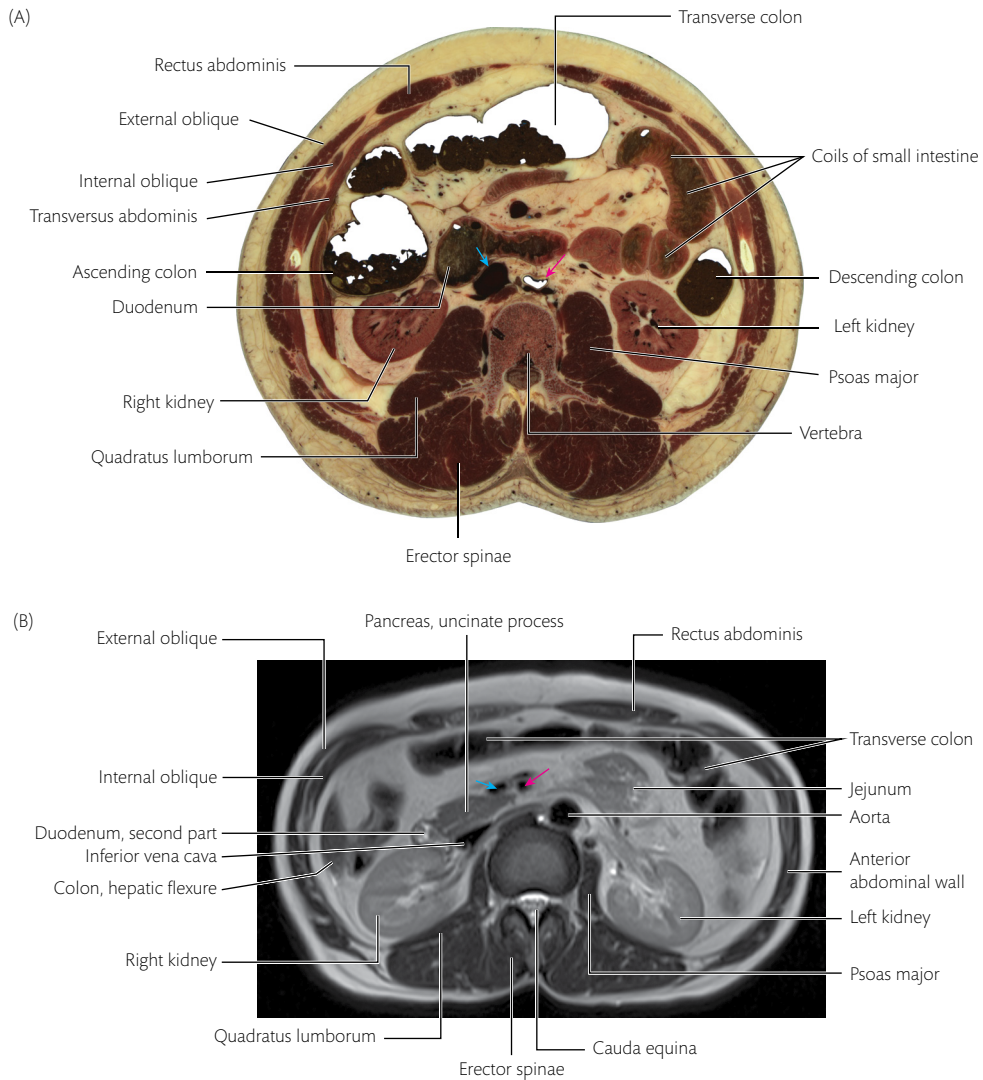 (A)
Transverse colon
Rectus abdominis
External oblique
Coils of small intestine
Internal oblique
Transversus abdominis
Ascending colon
Descending colon
Duodenum
Left kidney
Psoas major
Right kidney
Vertebra
Quadratus lumborum
Erector spinae
(B)
Pancreas, uncinate process
External oblique
Rectus abdominis
Transverse colon
Internal oblique
Jejunum
Aorta
Duodenum, second part
Inferior vena cava
Anterior
abdominal wall
Colon, hepatic flexure
Left kidney
Right kidney
Psoas major
Quadratus lumborum
Cauda equina
Erector spinae